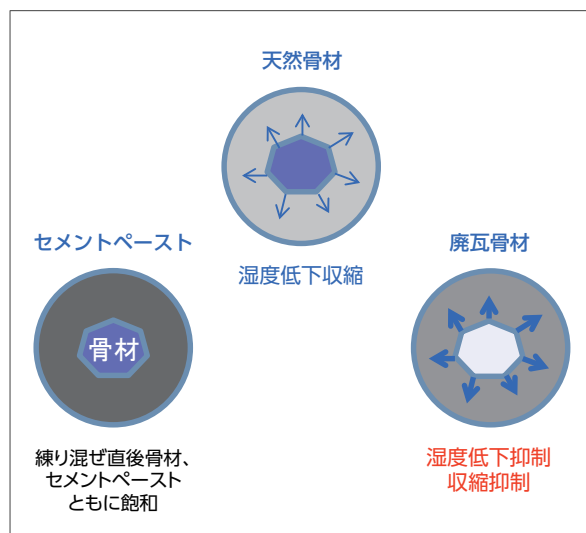 天然骨材
湿度低下収縮
セメントペースト
骨材
練り混ぜ直後骨材、
セメントペースト
ともに飽和
廃瓦骨材
湿度低下抑制
収縮抑制